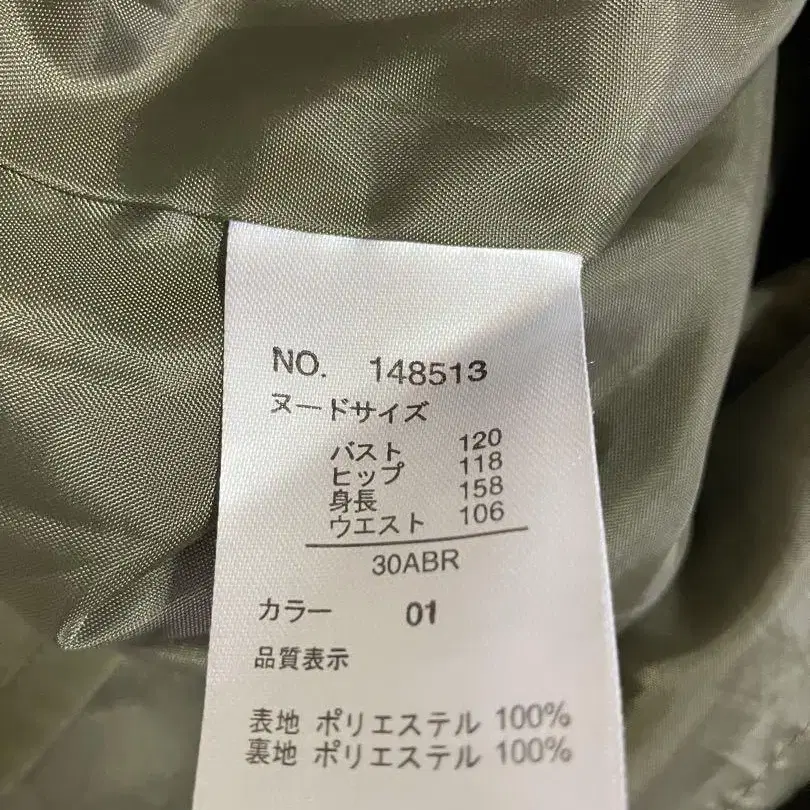 NO. 148513
ヌードサイズ
バスト 120
ヒップ 118
身長 158
ウエスト 106
30ABR
カラー 01
品質表示
表地 ポリエステル 100%
裏地 ポリエステル 100%